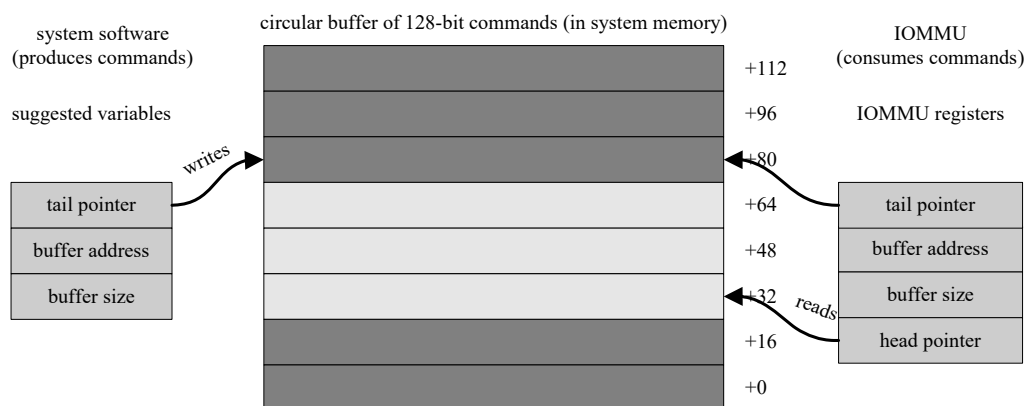 circular buffer of 128-bit commands (in system memory)
system software
(produces commands)
suggested variables
writes
tail pointer
buffer address
buffer size
+112
+96
+80
+64
+48
+32
+16
+0
IOMMU
(consumes commands)
IOMMU registers
tail pointer
buffer address
buffer size
head pointer
reads